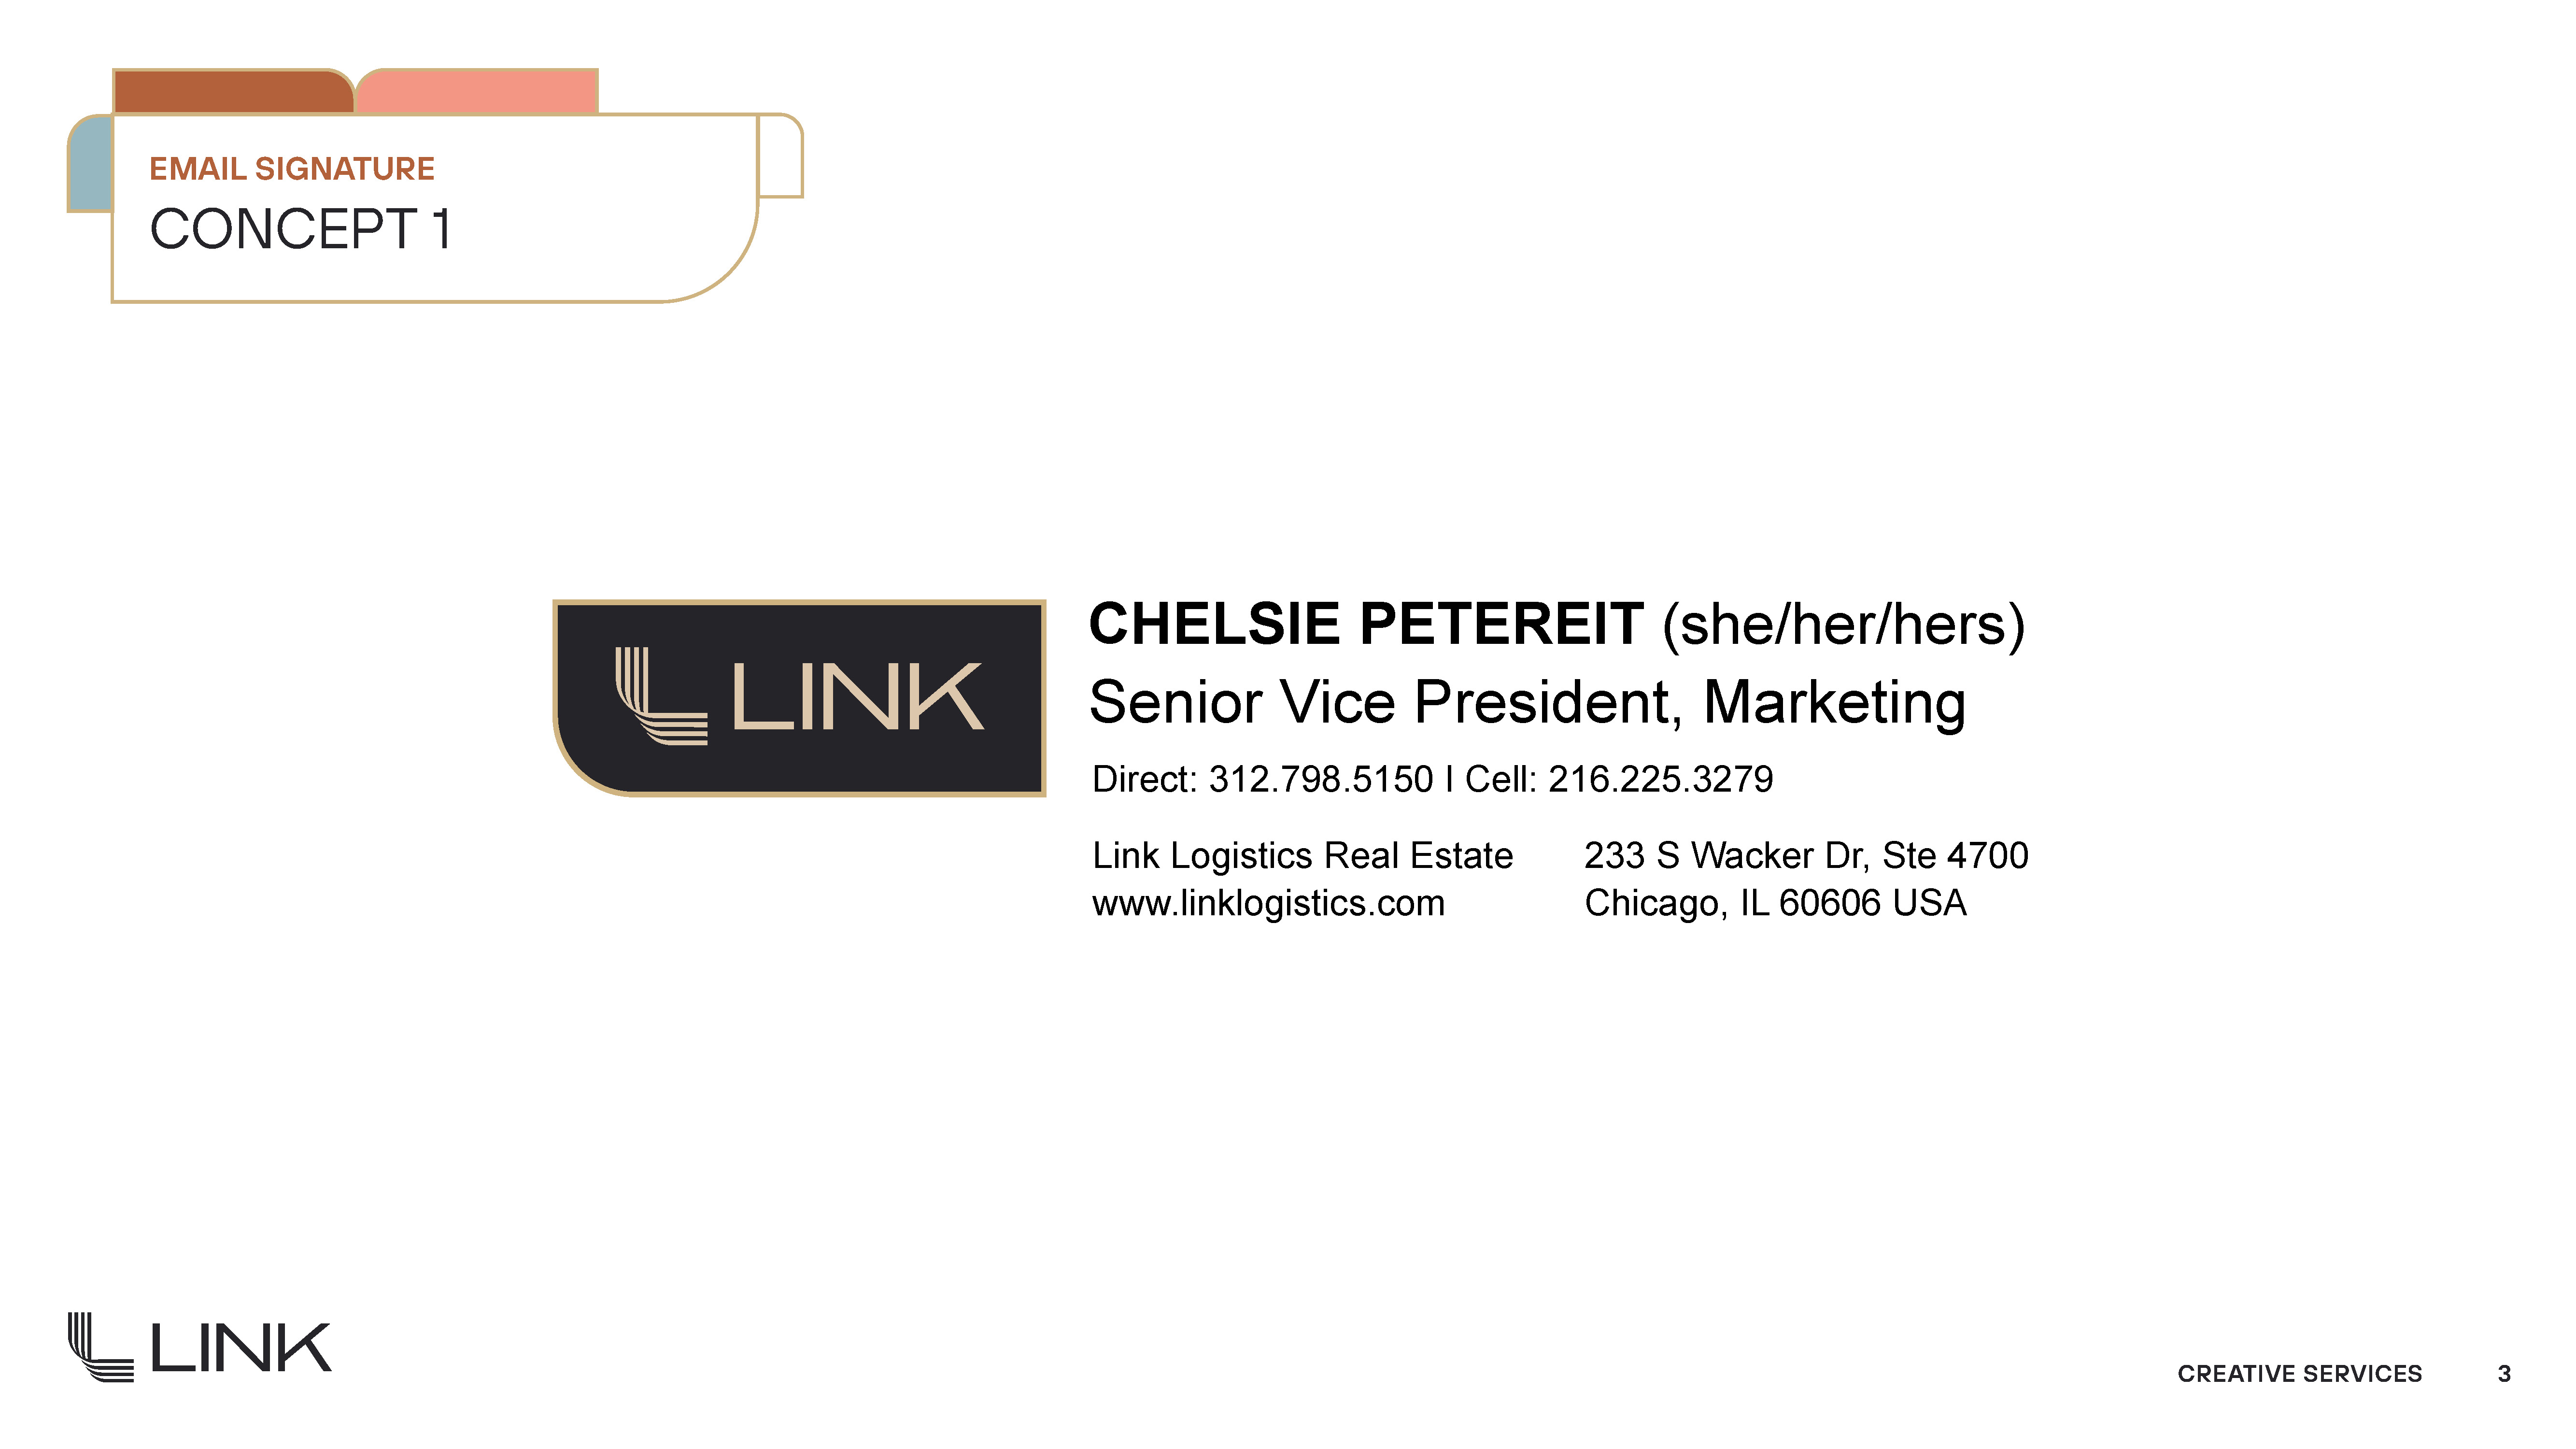 EMAIL SIGNATURE
CONCEPT 1
LINK
CHELSIE PETEREIT (she/her/hers)
Senior Vice President, Marketing
Direct: 312.798.5150 I Cell: 216.225.3279
Link Logistics Real Estate
www.linklogistics.com
233 S Wacker Dr, Ste 4700
Chicago, IL 60606 USA
LINK
CREATIVE SERVICES 3